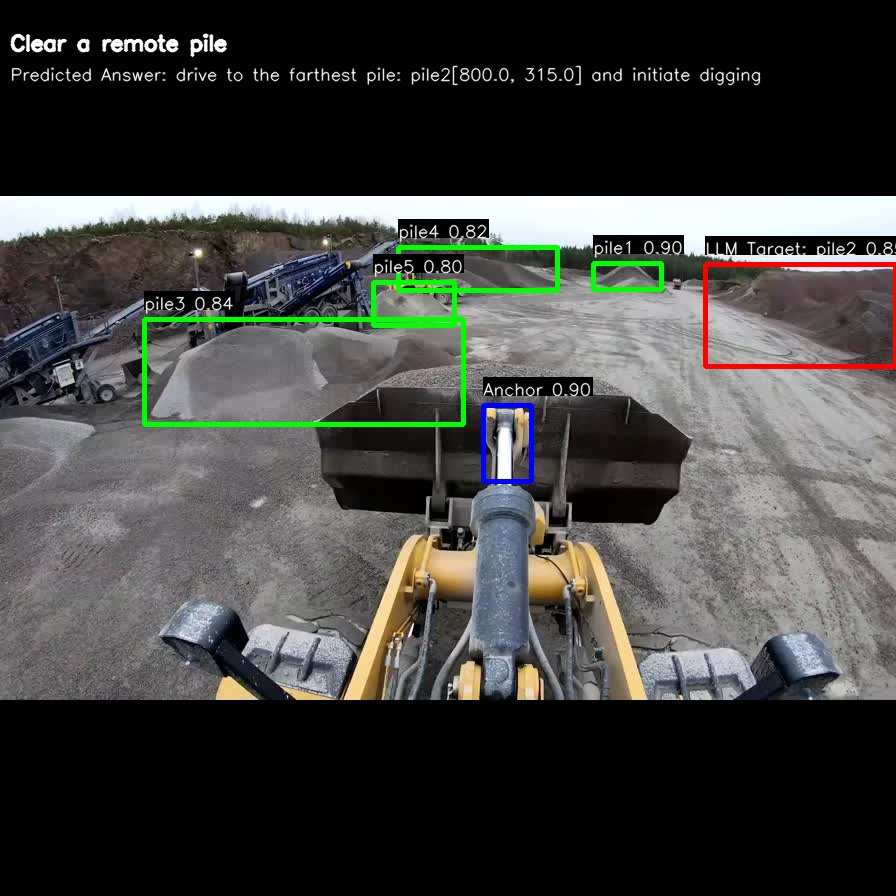 Clear a remote pile
Predicted Answer: drive to the farthest pile: pile2[800.0, 315.0] and initiate digging
pile4 0.82
pile1 0.90
LLM Target: pile2 0.8
pile5 0.80
pile3 0.84
Anchor 0.90